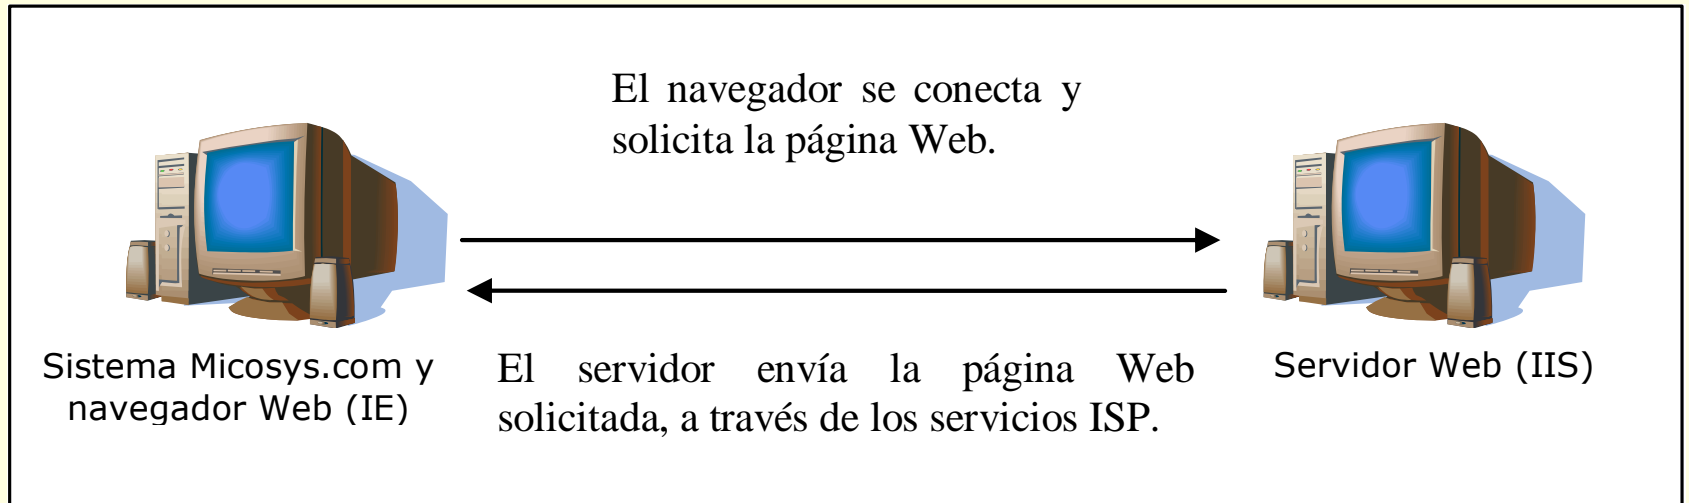 El navegador se conecta y
solicita la página Web.
Sistema Micosys.com y
navegador Web (IE)
El servidor envía la página Web
solicitada, a través de los servicios ISP.
Servidor Web (IIS)